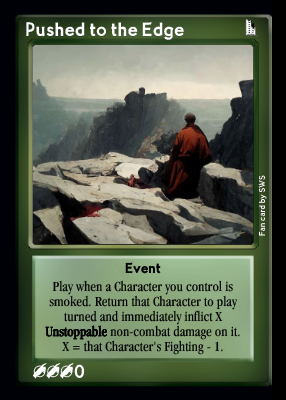 Pushed to the Edge
Fan card by SWS
Event
Play when a Character you control is
smoked. Return that Character to play
turned and immediately inflict X
Unstoppable non-combat damage on it.
X = that Character's Fighting - 1.
0